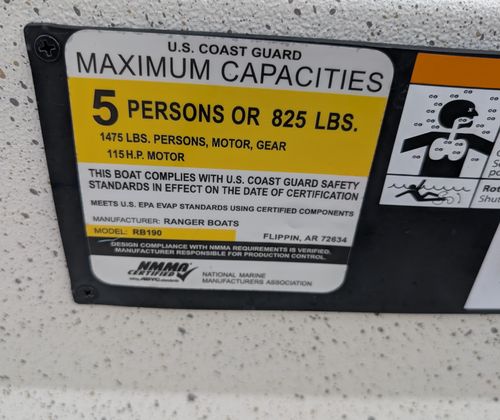 U.S. COAST GUARD
MAXIMUM CAPACITIES
5 PERSONS OR 825 LBS.
1475 LBS. PERSONS, MOTOR, GEAR
115 H.P. MOTOR
THIS BOAT COMPLIES WITH U.S. COAST GUARD SAFETY
STANDARDS IN EFFECT ON THE DATE OF CERTIFICATION
MEETS U.S. EPA EVAP STANDARDS USING CERTIFIED COMPONENTS
MANUFACTURER: RANGER BOATS
MODEL: RB190 FLIPPIN, AR 72634
DESIGN COMPLIANCE WITH NMMA REQUIREMENTS IS VERIFIED.
MANUFACTURER RESPONSIBLE FOR PRODUCTION CONTROL.
NMMA
CERTIFIED
NATIONAL MARINE
MANUFACTURERS ASSOCIATION
Rot
Shut